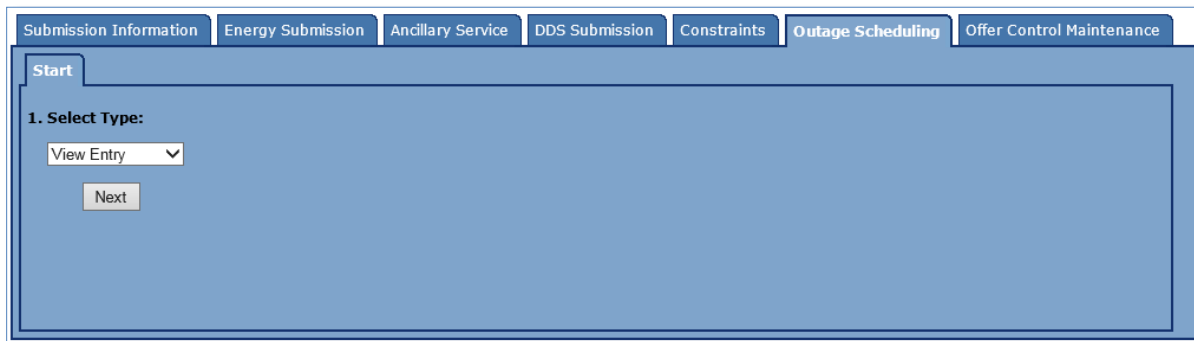 Submission Information Energy Submission Ancillary Service DDS Submission Constraints Outage Scheduling Offer Control Maintenance
Start
1. Select Type:
View Entry
Next